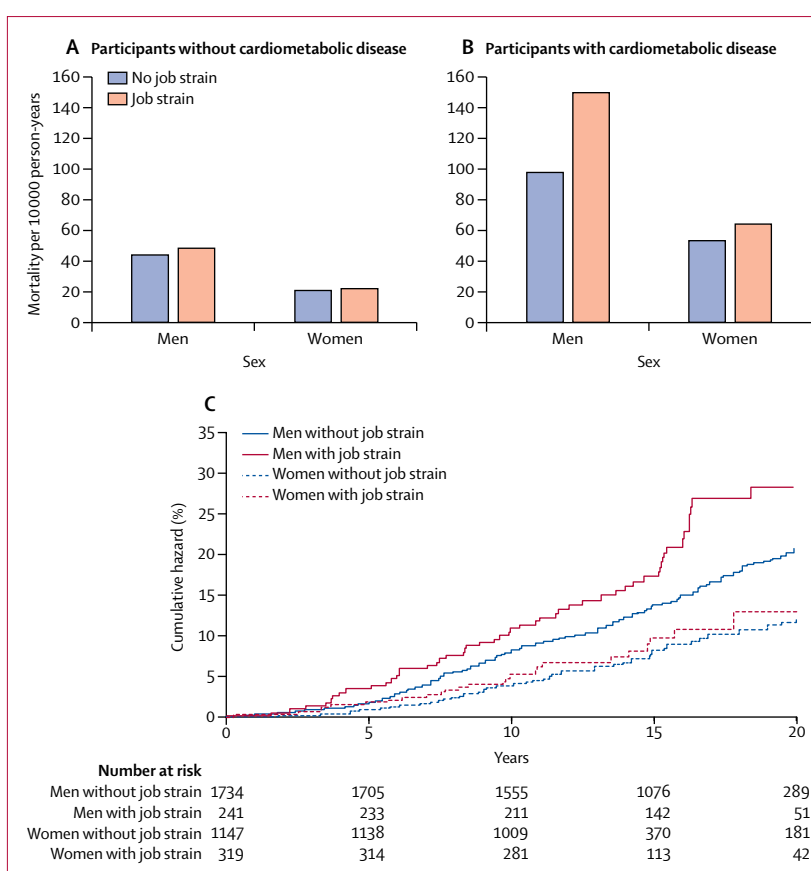 A Participants without cardiometabolic disease
B Participants with cardiometabolic disease
No job strain
Job strain
Mortality per 10 000 person-years
160
140
120
100
80
60
40
20
0
Men
Women
Sex
160
140
120
100
80
60
40
20
0
Men
Women
Sex
C
Men without job strain
Men with job strain
Women without job strain
Women with job strain
Cumulative hazard (%)
35
30
25
20
15
10
5
0
0 5 10 15 20
Years
Number at risk
Men without job strain 1734 1705 1555 1076 289
Men with job strain 241 233 211 142 51
Women without job strain 1147 1138 1009 370 181
Women with job strain 319 314 281 113 42